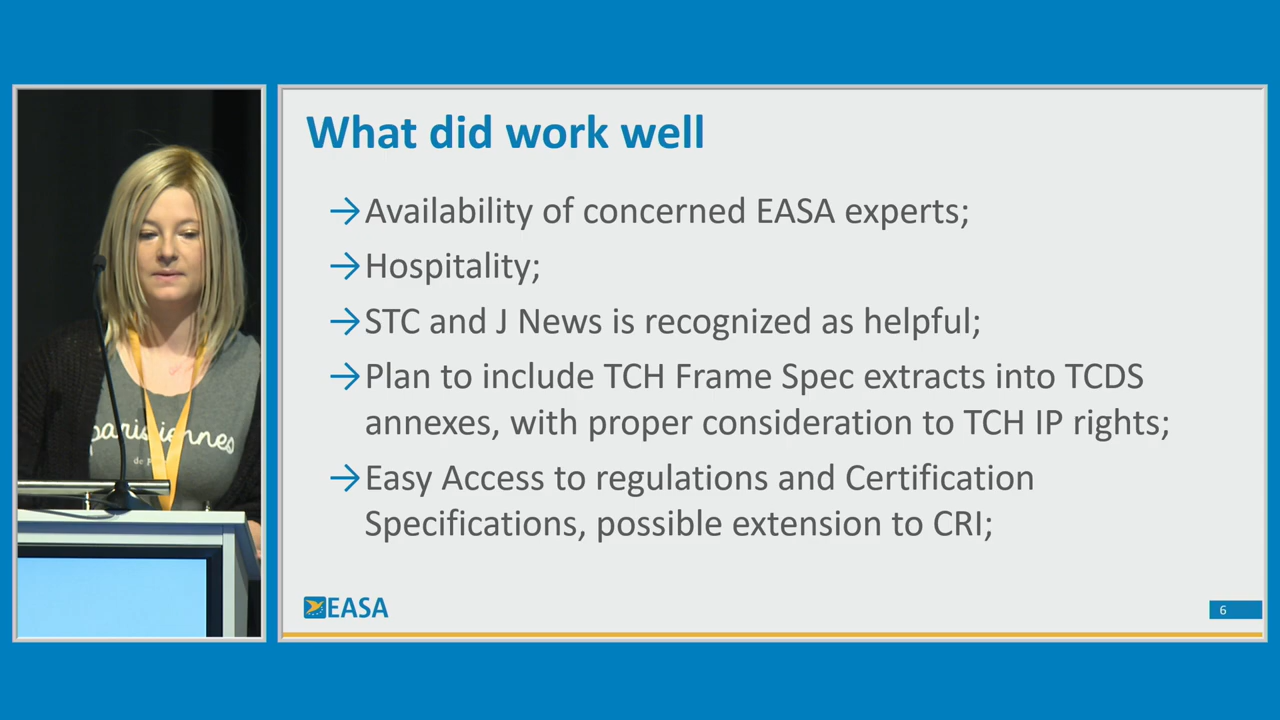 What did work well
→Availability of concerned EASA experts;
→Hospitality;
→STC and J News is recognized as helpful;
→Plan to include TCH Frame Spec extracts into TCDS
annexes, with proper consideration to TCH IP rights;
→Easy Access to regulations and Certification
Specifications, possible extension to CRI;
EASA
6
parisiennes